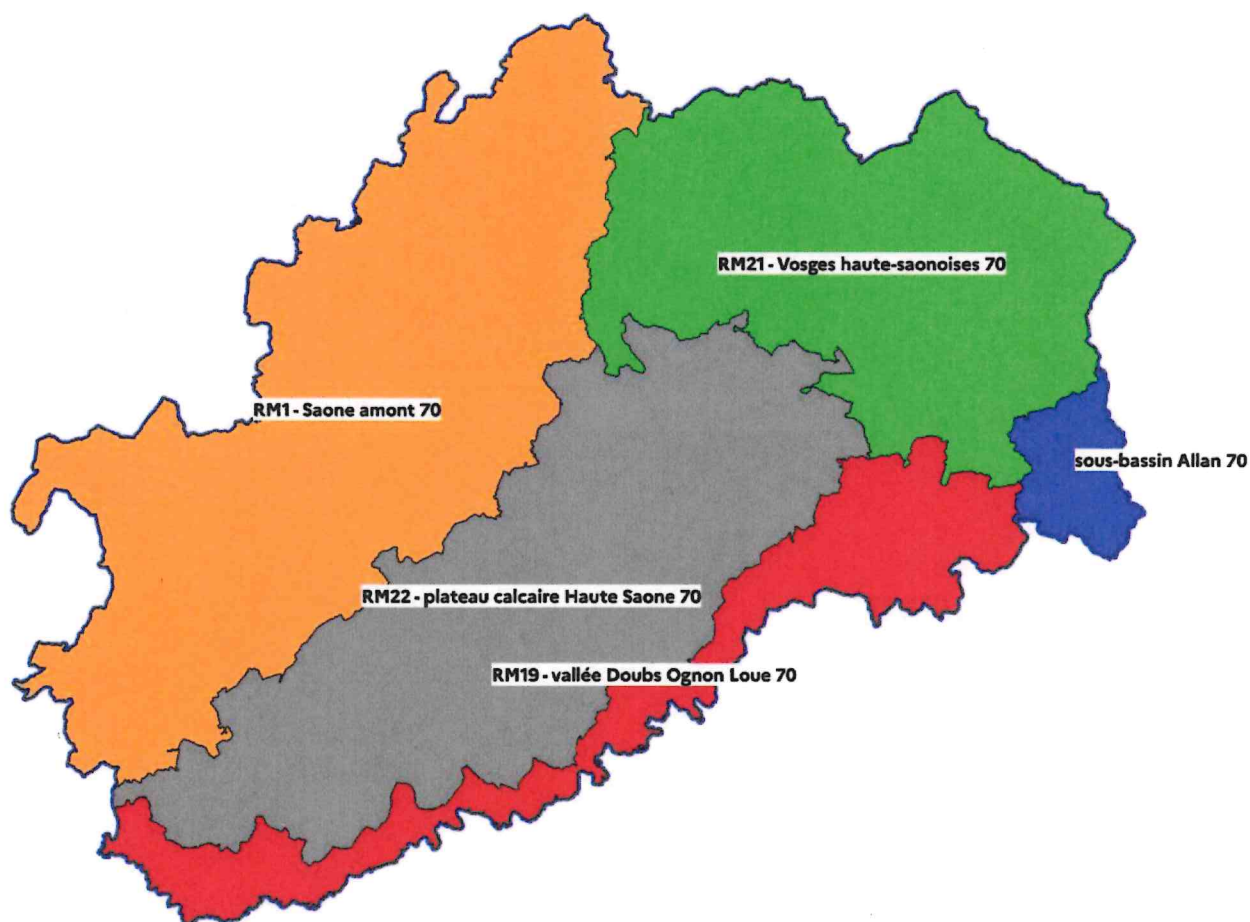 RM21 - Vosges haute-saonoises 70
RM1 - Saone amont 70
sous-bassin Allan 70
RM22 - plateau calcaire Haute Saone 70
RM19 - vallée Doubs Ognon Loue 70